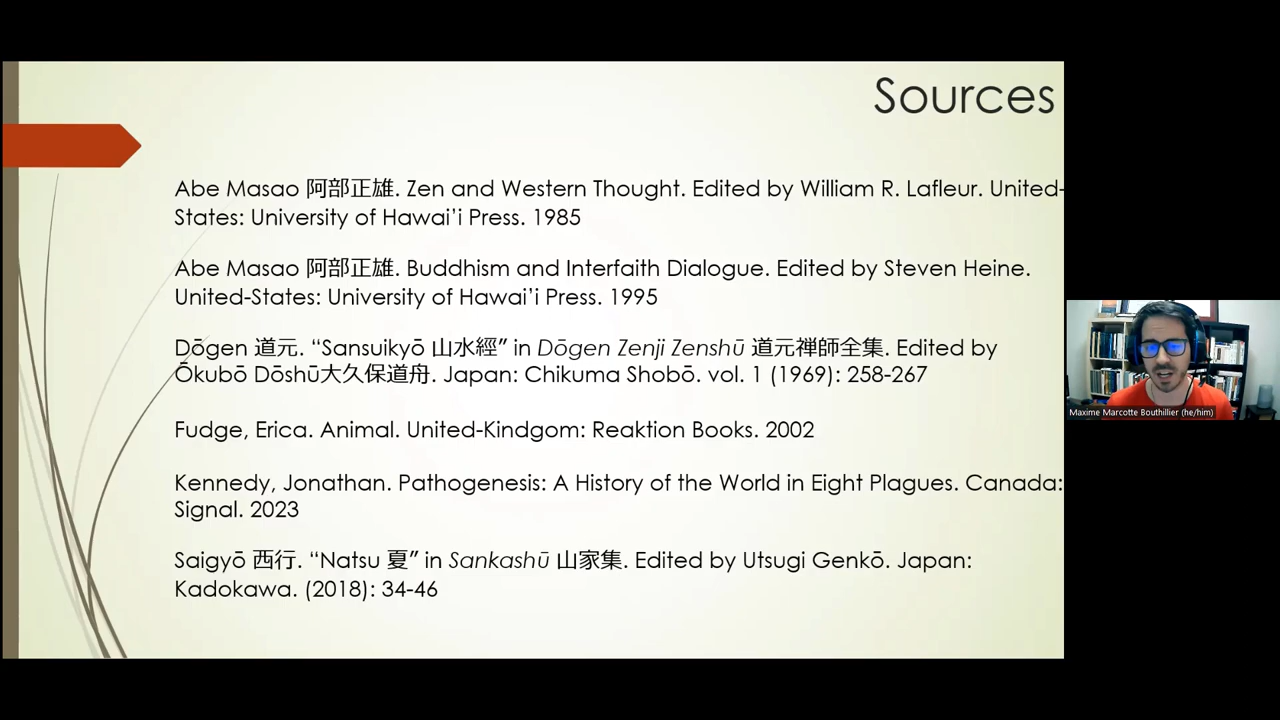 Sources
Abe Masao 阿部正雄. Zen and Western Thought. Edited by William R. Lafleur. United-
States: University of Hawai’i Press. 1985
Abe Masao 阿部正雄. Buddhism and Interfaith Dialogue. Edited by Steven Heine.
United-States: University of Hawai’i Press. 1995
Dōgen 道元. “Sansuikyō 山水經” in Dōgen Zenji Zenshū 道元禅師全集. Edited by
Ōkubō Dōshū大久保道舟. Japan: Chikuma Shobō. vol. 1 (1969): 258-267
Fudge, Erica. Animal. United-Kindgom: Reaktion Books. 2002
Kennedy, Jonathan. Pathogenesis: A History of the World in Eight Plagues. Canada:
Signal. 2023
Saigyō 西行. “Natsu 夏” in Sankashū 山家集. Edited by Utsugi Genkō. Japan:
Kadokawa. (2018): 34-46
Maxime Marcotte Bouthillier (he/him)